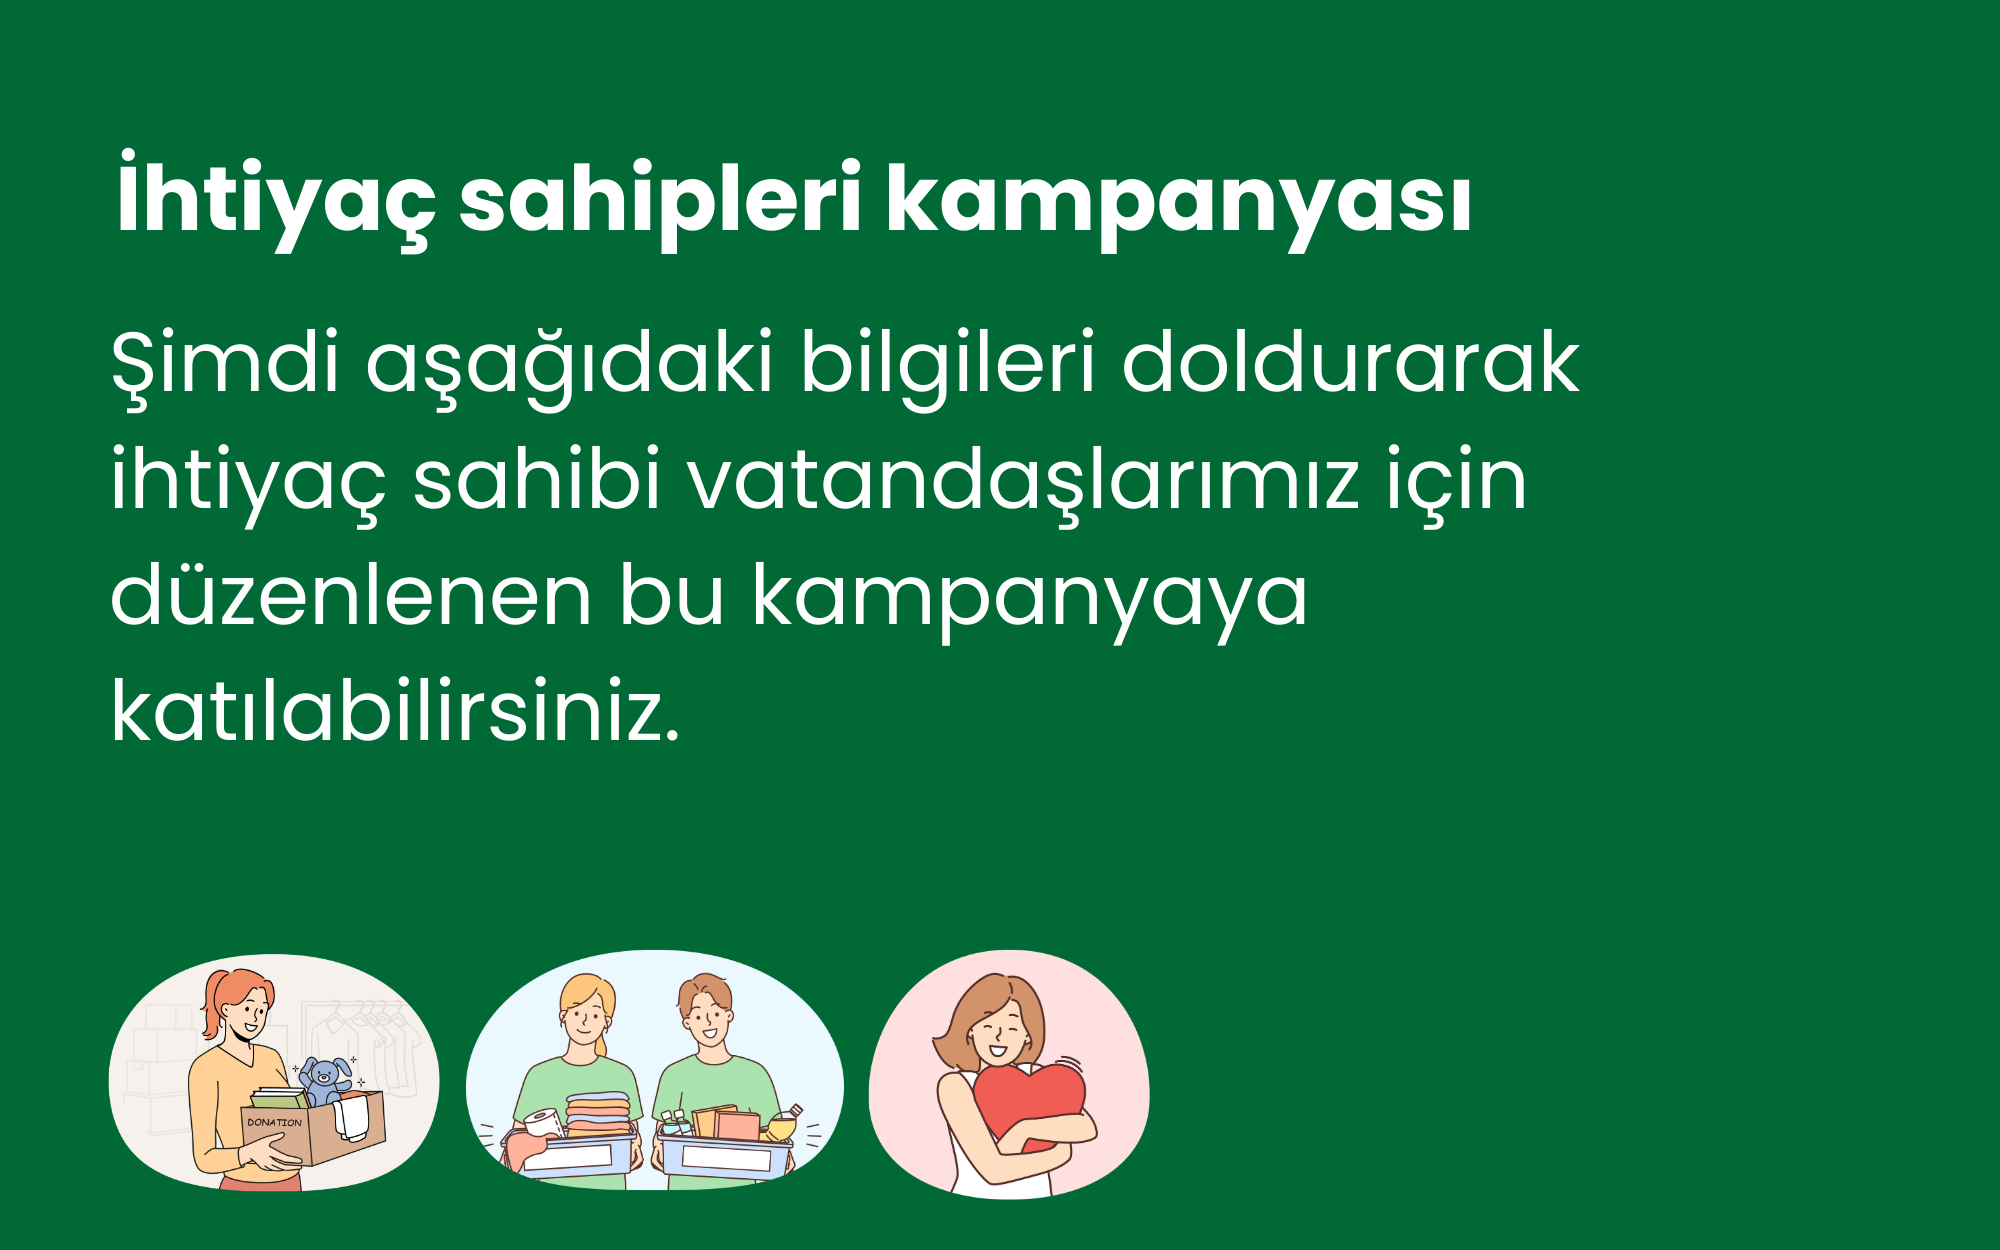 İhtiyaç sahipleri kampanyası
Şimdi aşağıdaki bilgileri doldurarak
ihtiyaç sahibi vatandaşlarımız için
düzenlenen bu kampanyaya
katılabilirsiniz.
DONATION